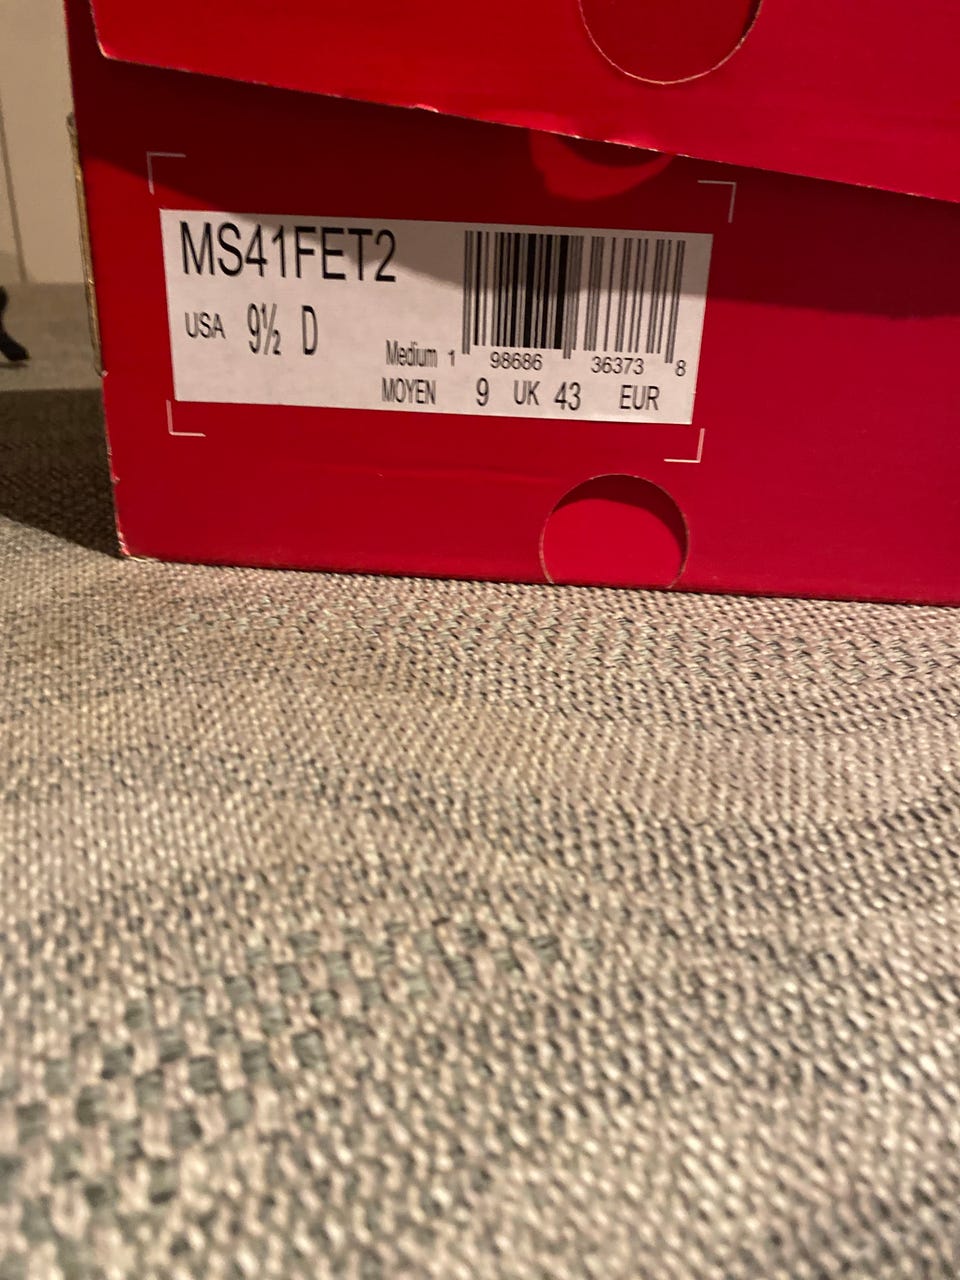 MS41FET2
USA 9½ D
Medium 1 98686 36373 8
MOYEN 9 UK 43 EUR